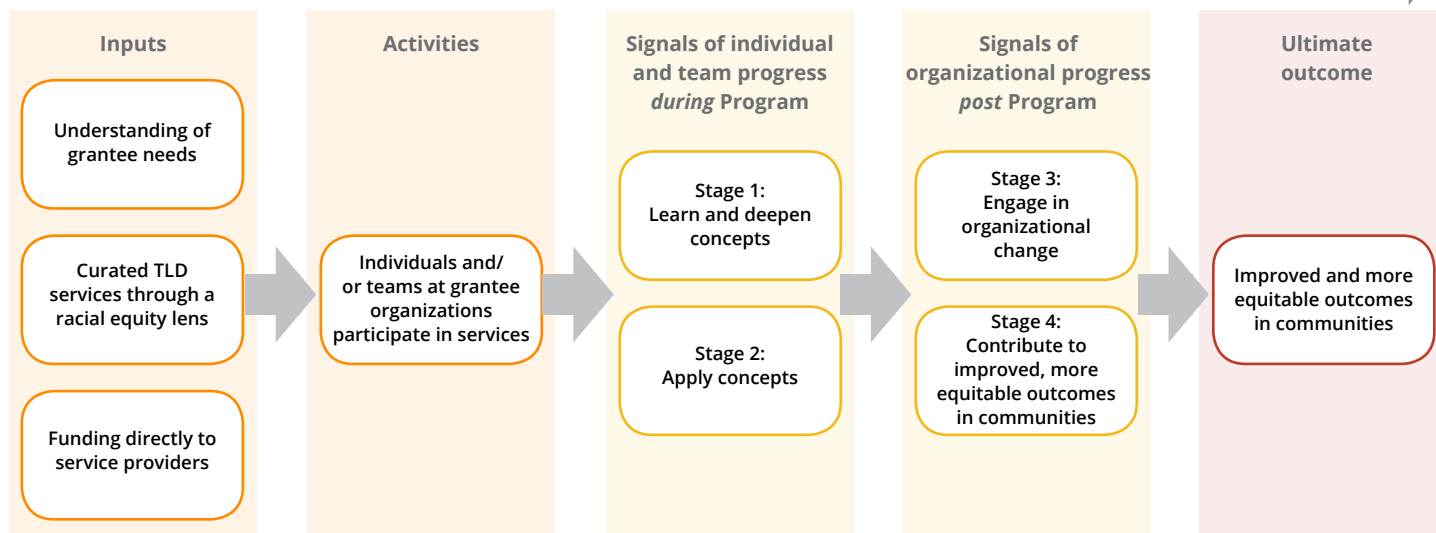 Inputs
Understanding of
grantee needs
Curated TLD
services through a
racial equity lens
Funding directly to
service providers
Activities
Individuals and/
or teams at grantee
organizations
participate in services
Signals of individual
and team progress
during Program
Stage 1:
Learn and deepen
concepts
Stage 2:
Apply concepts
Signals of
organizational progress
post Program
Stage 3:
Engage in
organizational
change
Stage 4:
Contribute to
improved, more
equitable outcomes
in communities
Ultimate
outcome
Improved and more
equitable outcomes
in communities